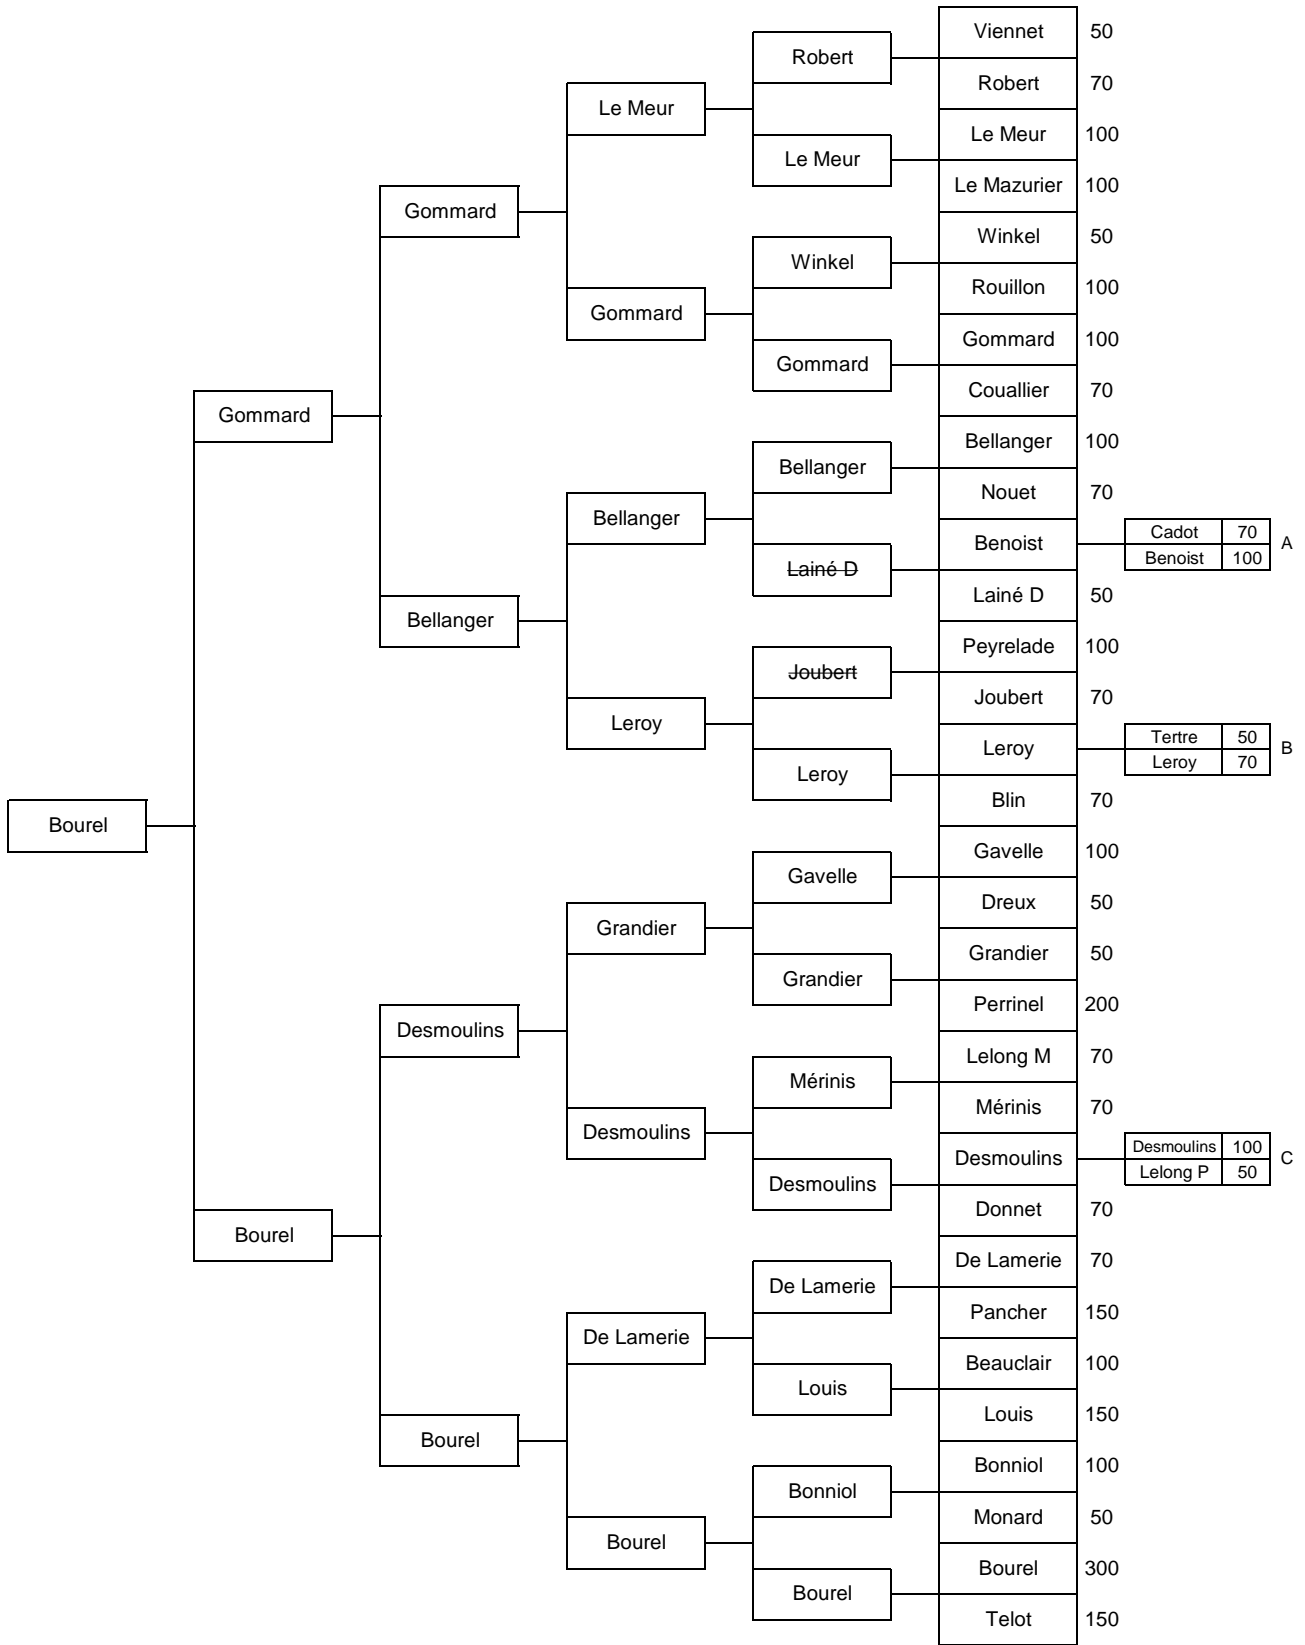 Viennet 50
Robert
Robert 70
Le Meur
Le Meur 100
Le Meur
Le Mazurier 100
Gommard
Winkel 50
Winkel
Rouillon 100
Gommard
Gommard 100
Gommard
Couallier 70
Gommard
Bellanger 100
Bellanger
Nouet 70
Bellanger
Benoist
Cadot 70
Benoist 100
A
Lainé D
Lainé D 50
Bellanger
Peyrelade 100
Joubert
Joubert 70
Leroy
Leroy
Tertre 50
Leroy 70
B
Leroy
Blin 70
Bourel
Gavelle 100
Gavelle
Dreux 50
Grandier
Grandier 50
Grandier
Perrinel 200
Desmoulins
Lelong M 70
Mérinis
Mérinis 70
Desmoulins
Desmoulins
Desmoulins 100
Lelong P 50
C
Desmoulins
Donnet 70
Bourel
De Lamerie 70
De Lamerie
Pancher 150
De Lamerie
Beauclair 100
Louis
Louis 150
Bourel
Bonniol 100
Bonniol
Monard 50
Bourel
Bourel 300
Bourel
Telot 150